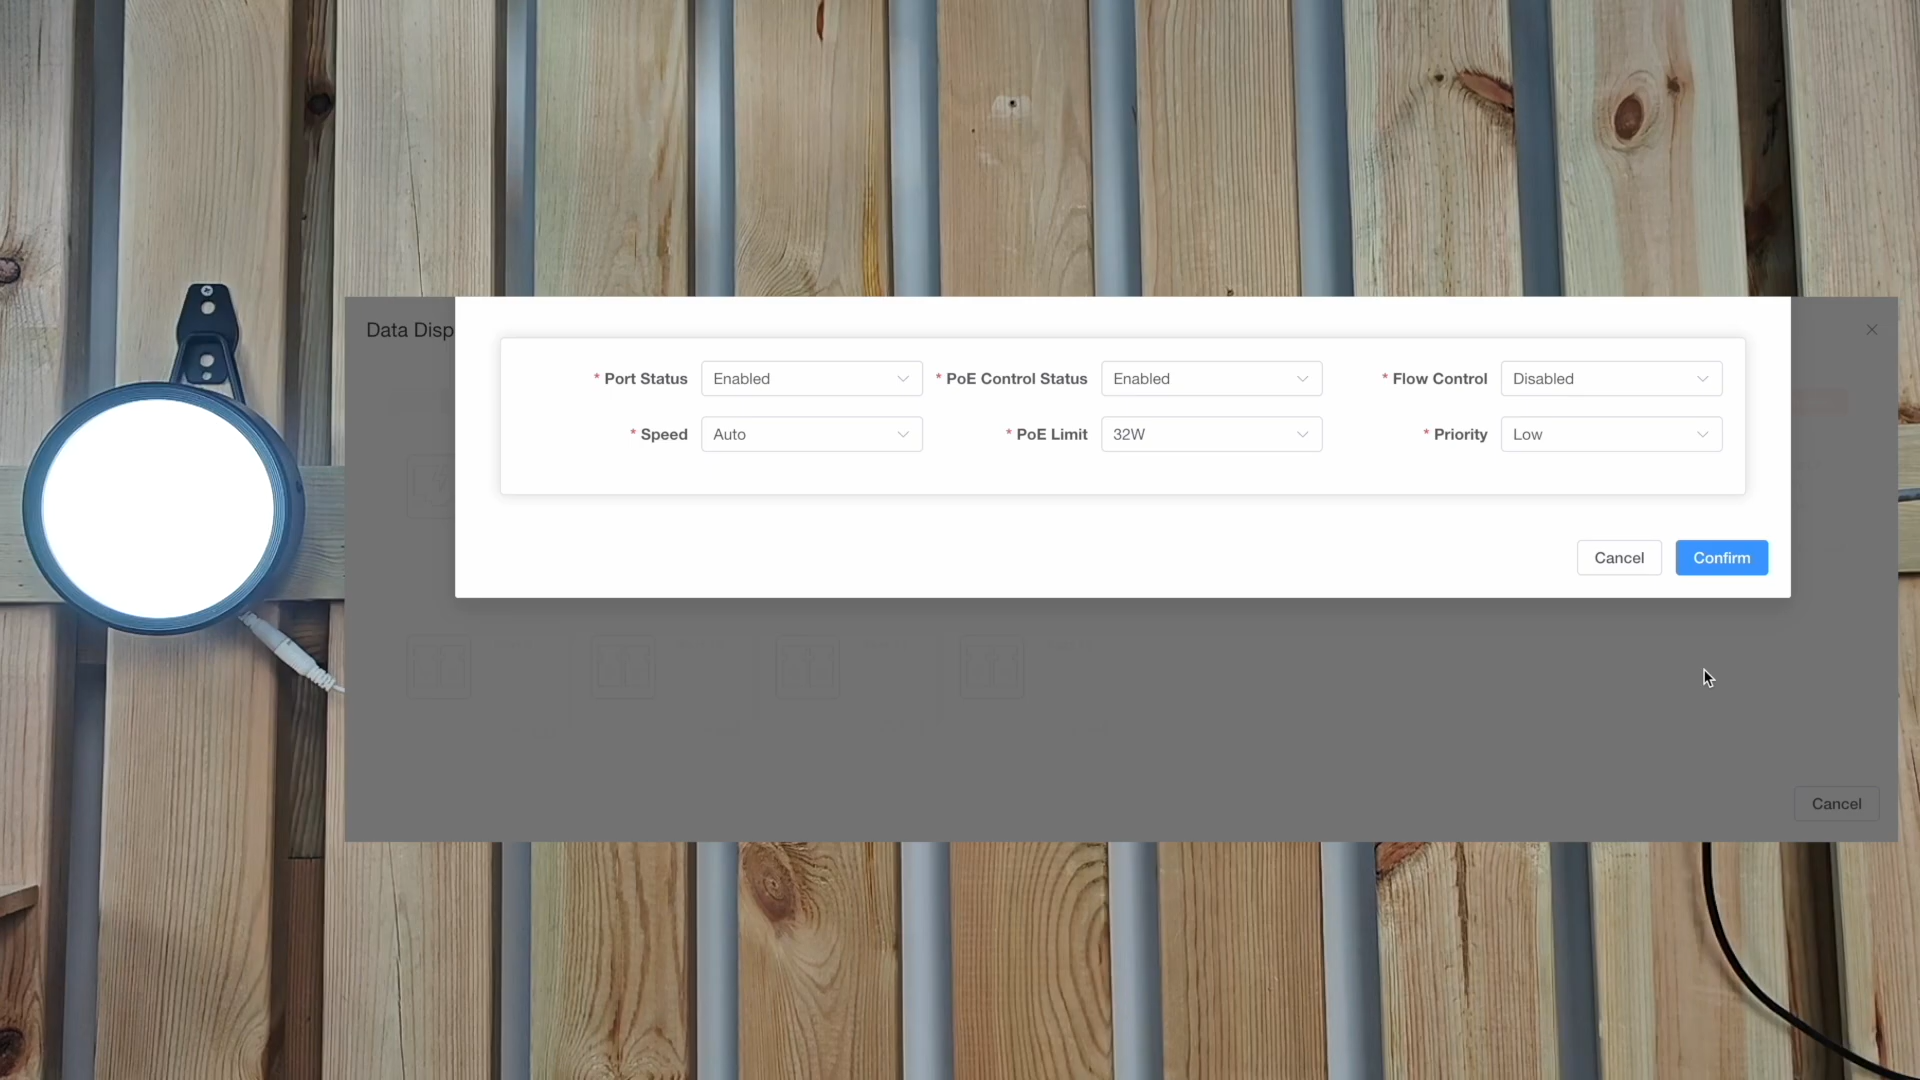 Data Disp
* Port Status Enabled * PoE Control Status Enabled * Flow Control Disabled
* Speed Auto * PoE Limit 32W * Priority Low
Cancel Confirm
Cancel